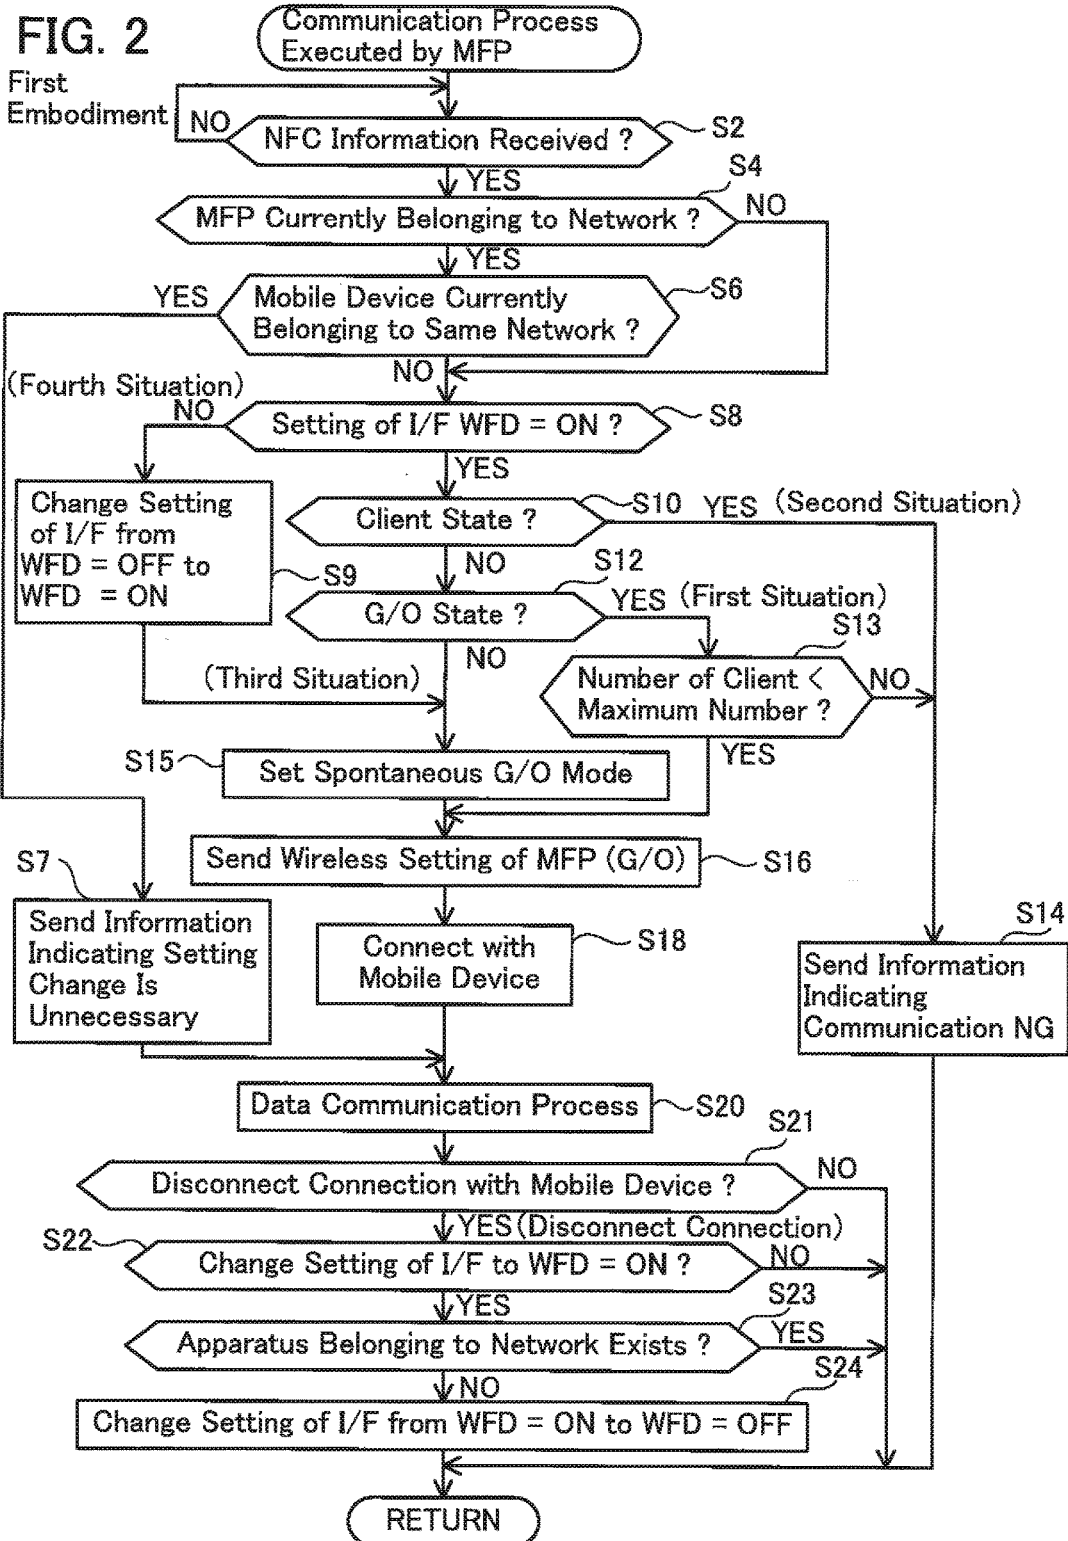 FIG. 2
First
Embodiment
Communication Process
Executed by MFP
NO
NFC Information Received ?
S2
YES
S4
MFP Currently Belonging to Network ?
NO
YES
YES
Mobile Device Currently
Belonging to Same Network ?
S6
NO
(Fourth Situation)
NO
Setting of I/F WFD = ON ?
S8
YES
Change Setting
of I/F from
WFD = OFF to
WFD = ON
S9
Client State ?
S10
YES (Second Situation)
NO
S12
G/O State ?
YES (First Situation)
S13
NO
(Third Situation)
Number of Client <
Maximum Number ?
NO
YES
S15
Set Spontaneous G/O Mode
Send Wireless Setting of MFP (G/O)
S16
S7
Send Information
Indicating Setting
Change Is
Unnecessary
Connect with
Mobile Device
S18
S14
Send Information
Indicating
Communication NG
Data Communication Process
S20
S21
Disconnect Connection with Mobile Device ?
NO
YES(Disconnect Connection)
S22
Change Setting of I/F to WFD = ON ?
NO
YES
S23
Apparatus Belonging to Network Exists ?
YES
NO
S24
Change Setting of I/F from WFD = ON to WFD = OFF
RETURN